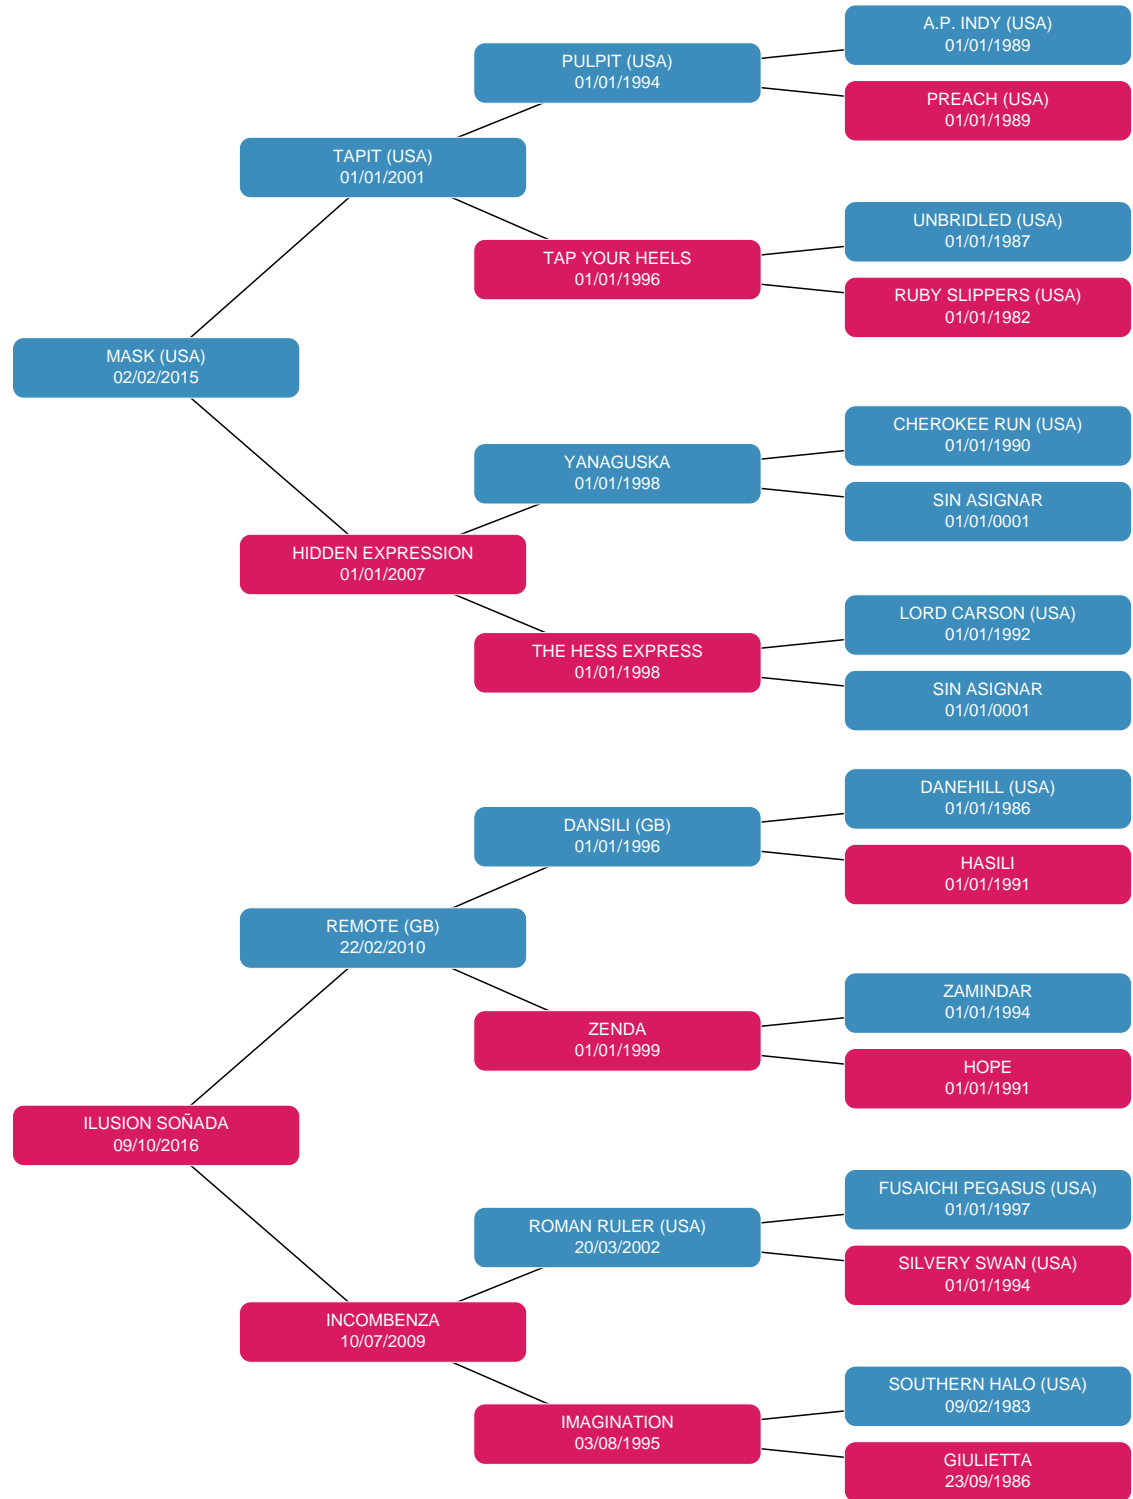 A.P. INDY (USA)
01/01/1989
PULPIT (USA)
01/01/1994
PREACH (USA)
01/01/1989
TAPIT (USA)
01/01/2001
UNBRIDLED (USA)
01/01/1987
TAP YOUR HEELS
01/01/1996
RUBY SLIPPERS (USA)
01/01/1982
MASK (USA)
02/02/2015
CHEROKEE RUN (USA)
01/01/1990
YANAGUSKA
01/01/1998
SIN ASIGNAR
01/01/0001
HIDDEN EXPRESSION
01/01/2007
LORD CARSON (USA)
01/01/1992
THE HESS EXPRESS
01/01/1998
SIN ASIGNAR
01/01/0001
DANEHILL (USA)
01/01/1986
DANSILI (GB)
01/01/1996
HASILI
01/01/1991
REMOTE (GB)
22/02/2010
ZAMINDAR
01/01/1994
ZENDA
01/01/1999
HOPE
01/01/1991
ILUSION SOÑADA
09/10/2016
FUSAICHI PEGASUS (USA)
01/01/1997
ROMAN RULER (USA)
20/03/2002
SILVERY SWAN (USA)
01/01/1994
INCOMBENZA
10/07/2009
SOUTHERN HALO (USA)
09/02/1983
IMAGINATION
03/08/1995
GIULIETTA
23/09/1986